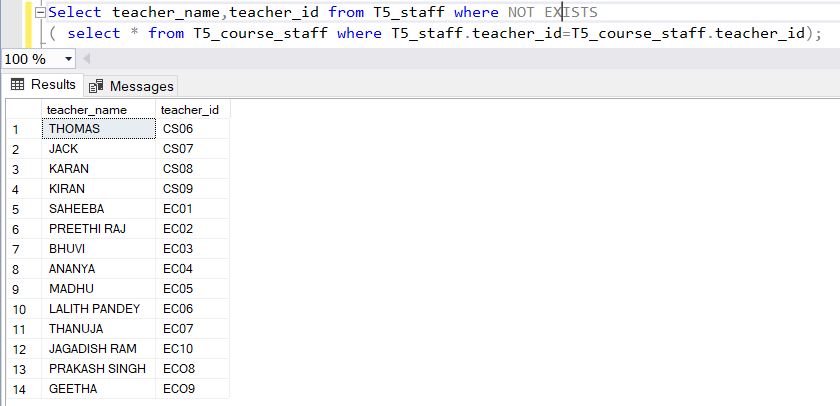 Select teacher_name,teacher_id from T5_staff where NOT EXISTS
( select * from T5_course_staff where T5_staff.teacher_id=T5_course_staff.teacher_id);
100 %
Results Messages
teacher_name teacher_id
1 THOMAS CS06
2 JACK CS07
3 KARAN CS08
4 KIRAN CS09
5 SAHEEBA EC01
6 PREETHI RAJ EC02
7 BHUVI EC03
8 ANANYA EC04
9 MADHU EC05
10 LALITH PANDEY EC06
11 THANUJA EC07
12 JAGADISH RAM EC10
13 PRAKASH SINGH ECO8
14 GEETHA ECO9